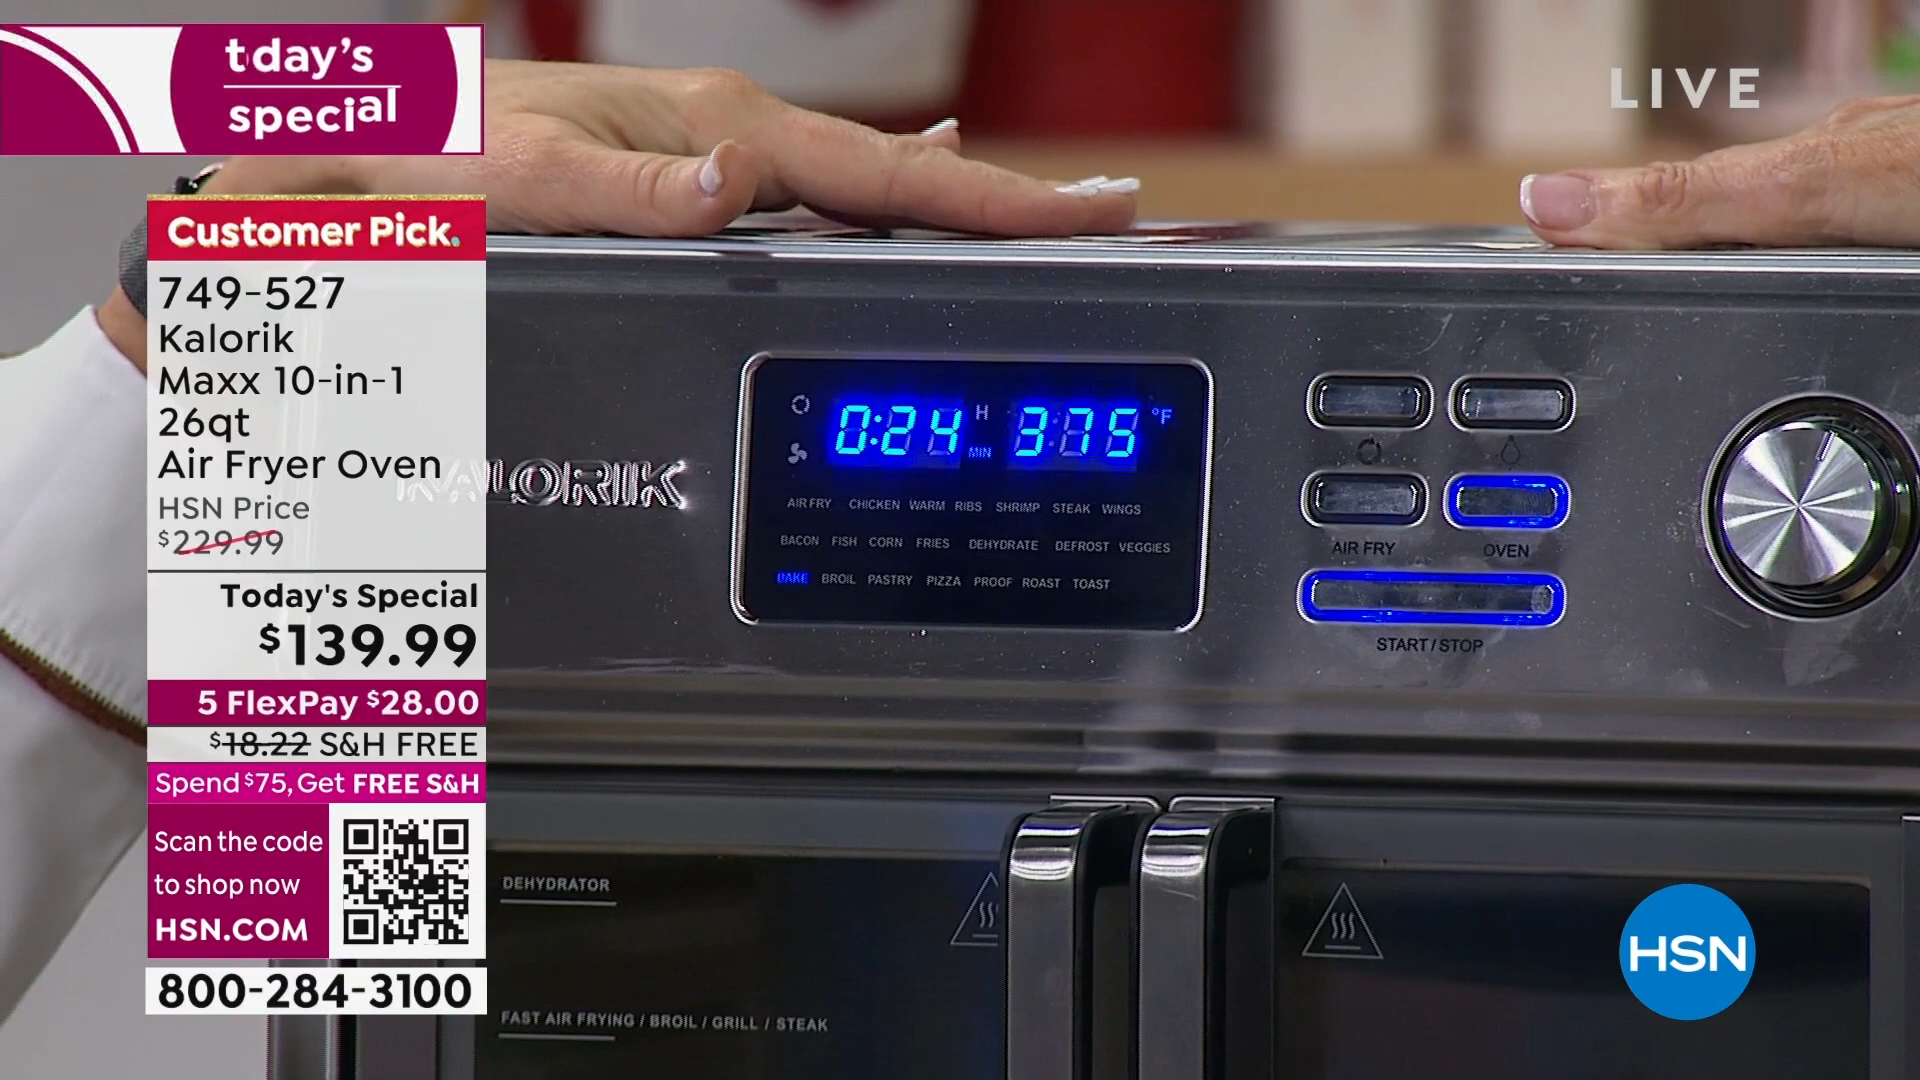 tday's
special
LIVE
Customer Pick.
749-527
Kalorik
Maxx 10-in-1
26qt
Air Fryer Oven
HSN Price
$229.99
Today's Special
$139.99
5 FlexPay $28.00
$18.22 S&H FREE
Spend $75, Get FREE S&H
Scan the code
to shop now
HSN.COM
800-284-3100
KALORIK
0:24 H MIN 375 °F
AIR FRY CHICKEN WARM RIBS SHRIMP STEAK WINGS
BACON FISH CORN FRIES DEHYDRATE DEFROST VEGGIES
BAKE BROIL PASTRY PIZZA PROOF ROAST TOAST
AIR FRY OVEN
START / STOP
DEHYDRATOR
FAST AIR FRYING / BROIL / GRILL / STEAK
HSN